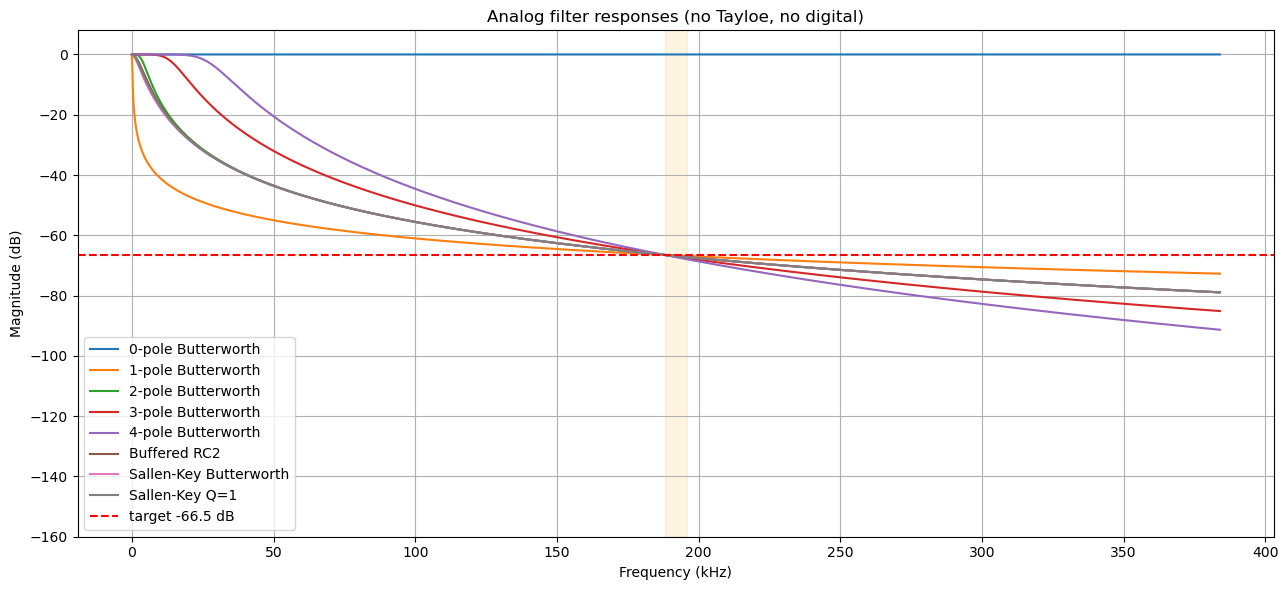 Analog filter responses (no Tayloe, no digital)
Magnitude (dB)
0
−20
−40
−60
−80
−100
−120
−140
−160
0-pole Butterworth
1-pole Butterworth
2-pole Butterworth
3-pole Butterworth
4-pole Butterworth
Buffered RC2
Sallen-Key Butterworth
Sallen-Key Q=1
target -66.5 dB
0 50 100 150 200 250 300 350 400
Frequency (kHz)